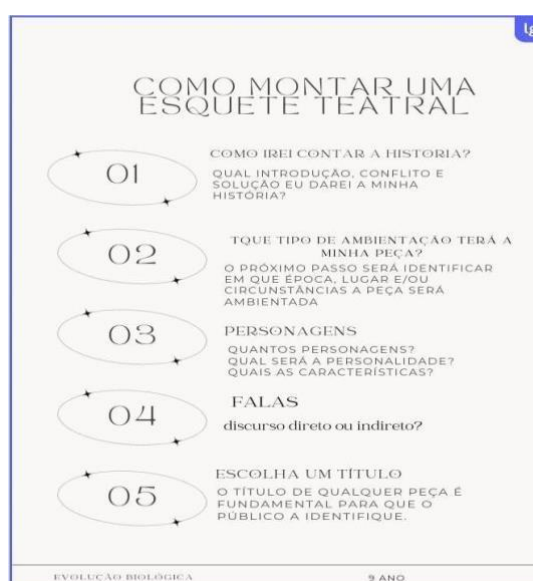 lg
COMO MONTAR UMA
ESQUETE TEATRAL
01
COMO IREI CONTAR A HISTORIA?
QUAL INTRODUÇÃO, CONFLITO E
SOLUÇÃO EU DAREI A MINHA
HISTÓRIA?
02
TQUE TIPO DE AMBIENTAÇÃO TERÁ A
MINHA PEÇA?
O PRÓXIMO PASSO SERÁ IDENTIFICAR
EM QUE ÉPOCA, LUGAR E/OU
CIRCUNSTÂNCIAS A PEÇA SERÁ
AMBIENTADA
03
PERSONAGENS
QUANTOS PERSONAGENS?
QUAL SERÁ A PERSONALIDADE?
QUAIS AS CARACTERÍSTICAS?
04
FALAS
discurso direto ou indireto?
05
ESCOLHA UM TÍTULO
O TÍTULO DE QUALQUER PEÇA É
FUNDAMENTAL PARA QUE O
PÚBLICO A IDENTIFIQUE.
EVOLUÇÃO BIOLÓGICA
9 ANO